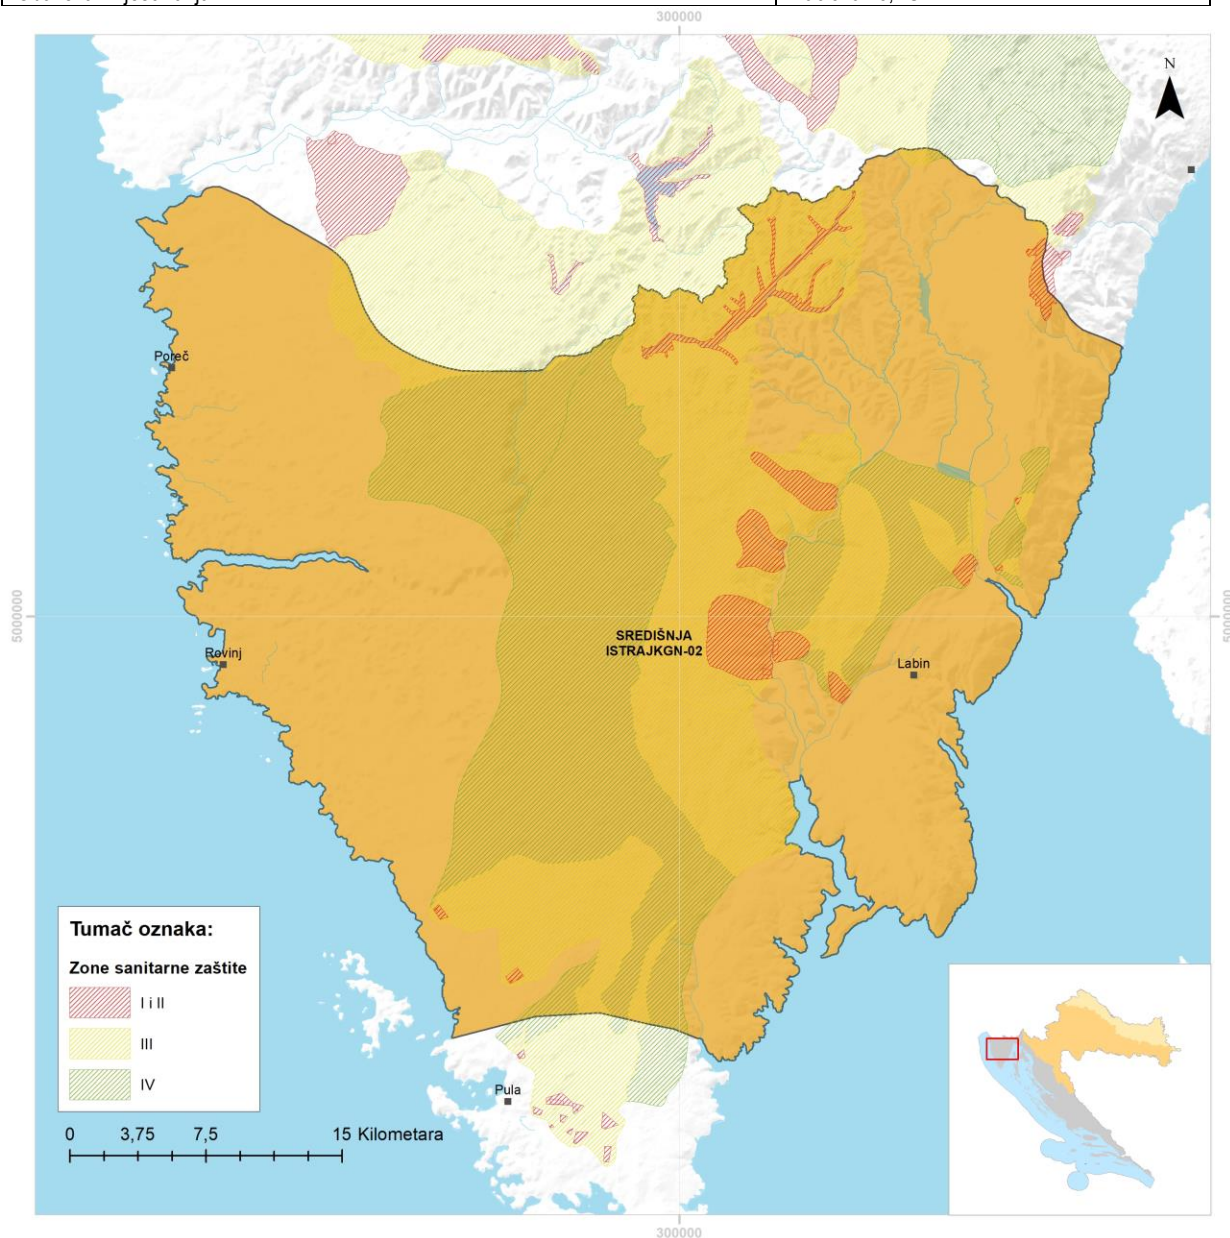 300000
N
Poreč
5000000
5000000
SREDIŠNJA
ISTRAJKGN-02
Rovinj
Labin
Tumač oznaka:
Zone sanitarne zaštite
I i II
III
IV
Pula
0 3,75 7,5 15 Kilometara
300000